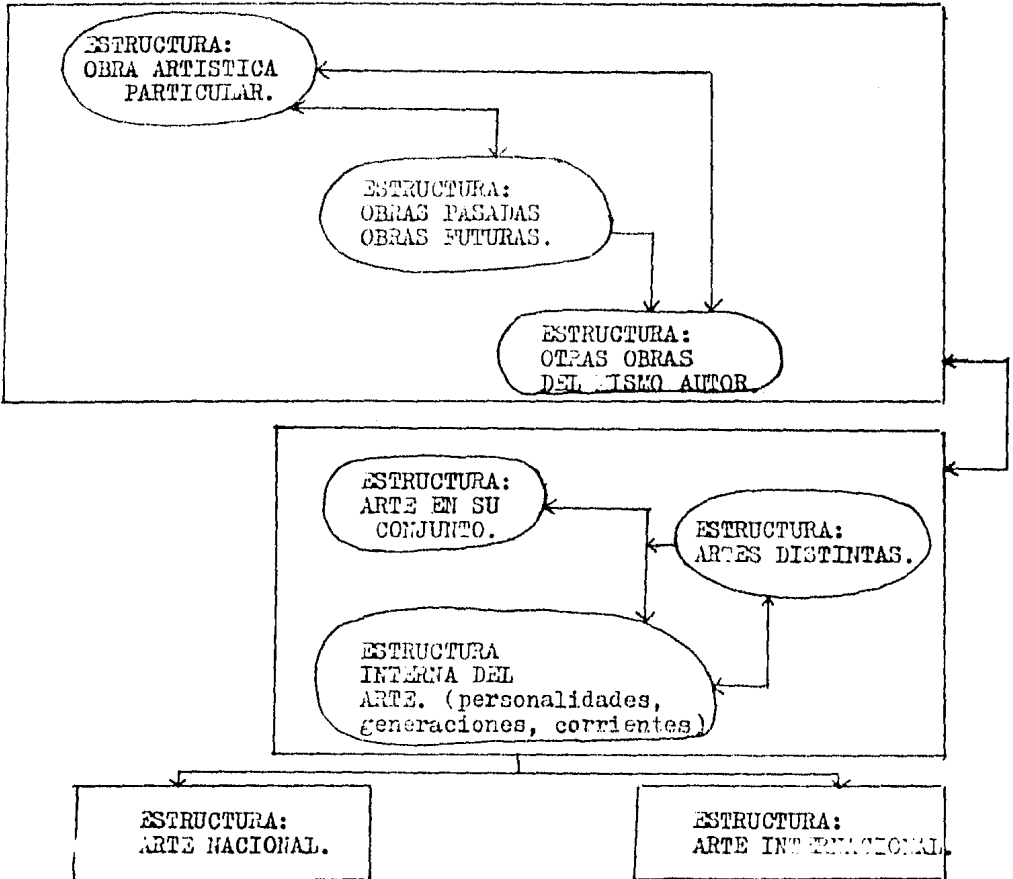 ESTRUCTURA:
OBRA ARTISTICA
PARTICULAR.
ESTRUCTURA:
OBRAS PASADAS
OBRAS FUTURAS.
ESTRUCTURA:
OTRAS OBRAS
DEL MISMO AUTOR.
ESTRUCTURA:
ARTE EN SU
CONJUNTO.
ESTRUCTURA:
ARTES DISTINTAS.
ESTRUCTURA
INTERNA DEL
ARTE. (personalidades,
generaciones, corrientes)
ESTRUCTURA:
ARTE NACIONAL.
ESTRUCTURA:
ARTE INTERNACIONAL.